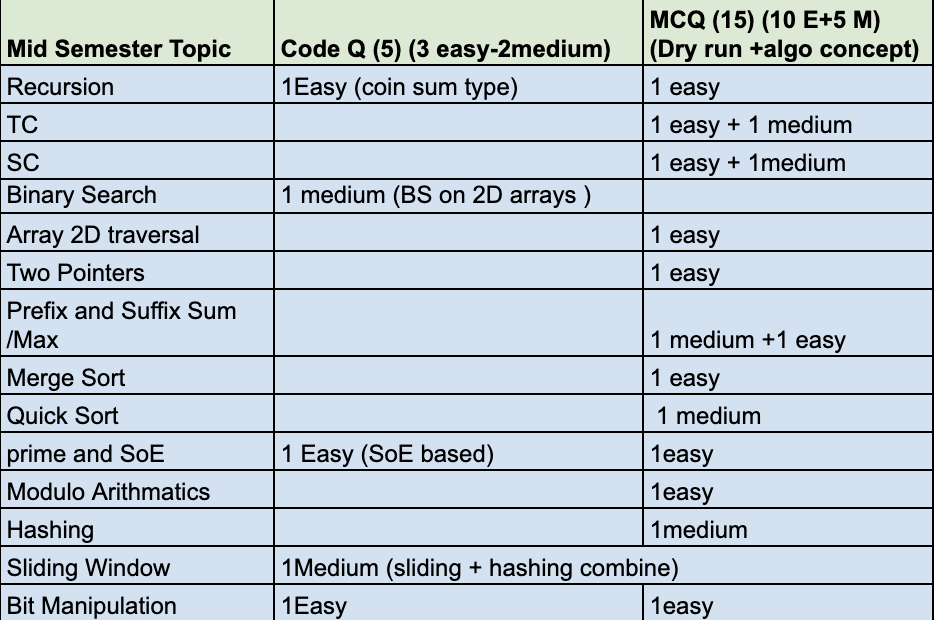 Mid Semester Topic Code Q (5) (3 easy-2medium) MCQ (15) (10 E+5 M)
(Dry run +algo concept)
Recursion 1Easy (coin sum type) 1 easy
TC 1 easy + 1 medium
SC 1 easy + 1medium
Binary Search 1 medium (BS on 2D arrays )
Array 2D traversal 1 easy
Two Pointers 1 easy
Prefix and Suffix Sum
/Max 1 medium +1 easy
Merge Sort 1 easy
Quick Sort 1 medium
prime and SoE 1 Easy (SoE based) 1easy
Modulo Arithmatics 1easy
Hashing 1medium
Sliding Window 1Medium (sliding + hashing combine)
Bit Manipulation 1Easy 1easy